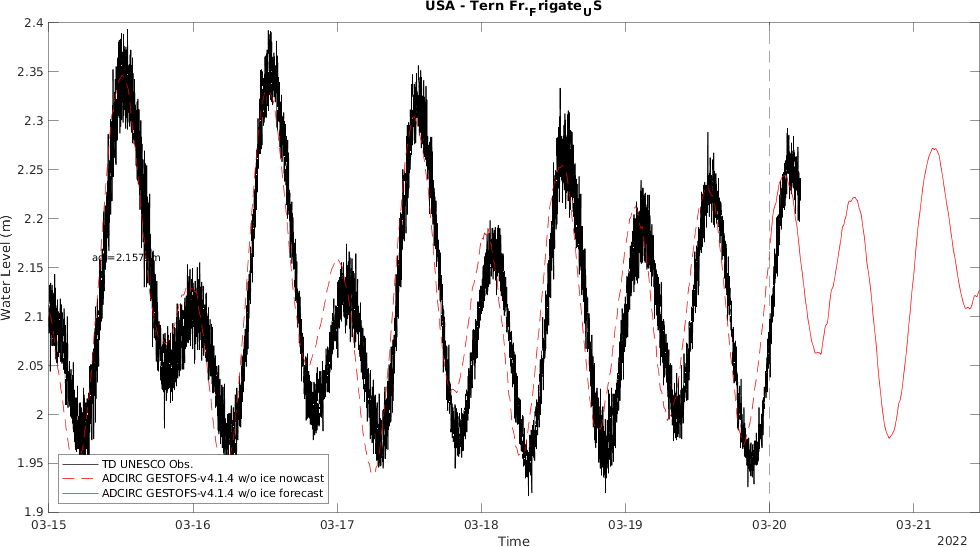 USA - Tern Fr.FrigateUS
2.4
2.35
2.3
2.25
2.2
2.15
2.1
2.05
2
1.95
1.9
Water Level (m)
TD UNESCO Obs.
ADCIRC GESTOFS-v4.1.4 w/o ice nowcast
ADCIRC GESTOFS-v4.1.4 w/o ice forecast
03-15 03-16 03-17 03-18 03-19 03-20 03-21
Time
2022